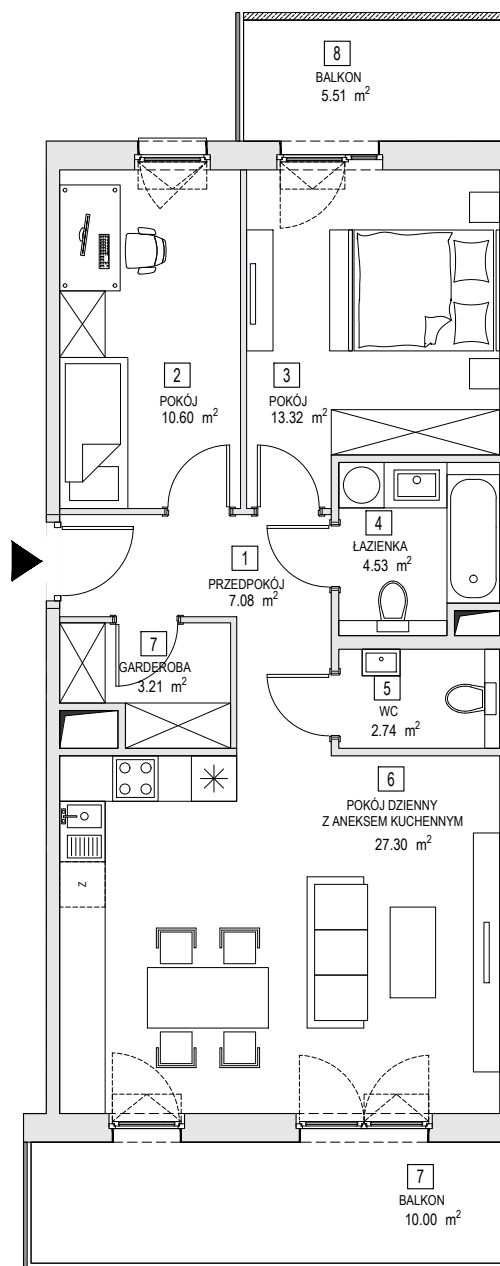 8
BALKON
5.51 m²
2
POKÓJ
10.60 m²
3
POKÓJ
13.32 m²
4
ŁAZIENKA
4.53 m²
1
PRZEDPOKÓJ
7.08 m²
7
GARDEROBA
3.21 m²
5
WC
2.74 m²
6
POKÓJ DZIENNY
Z ANEKSEM KUCHENNYM
27.30 m²
Z
7
BALKON
10.00 m²